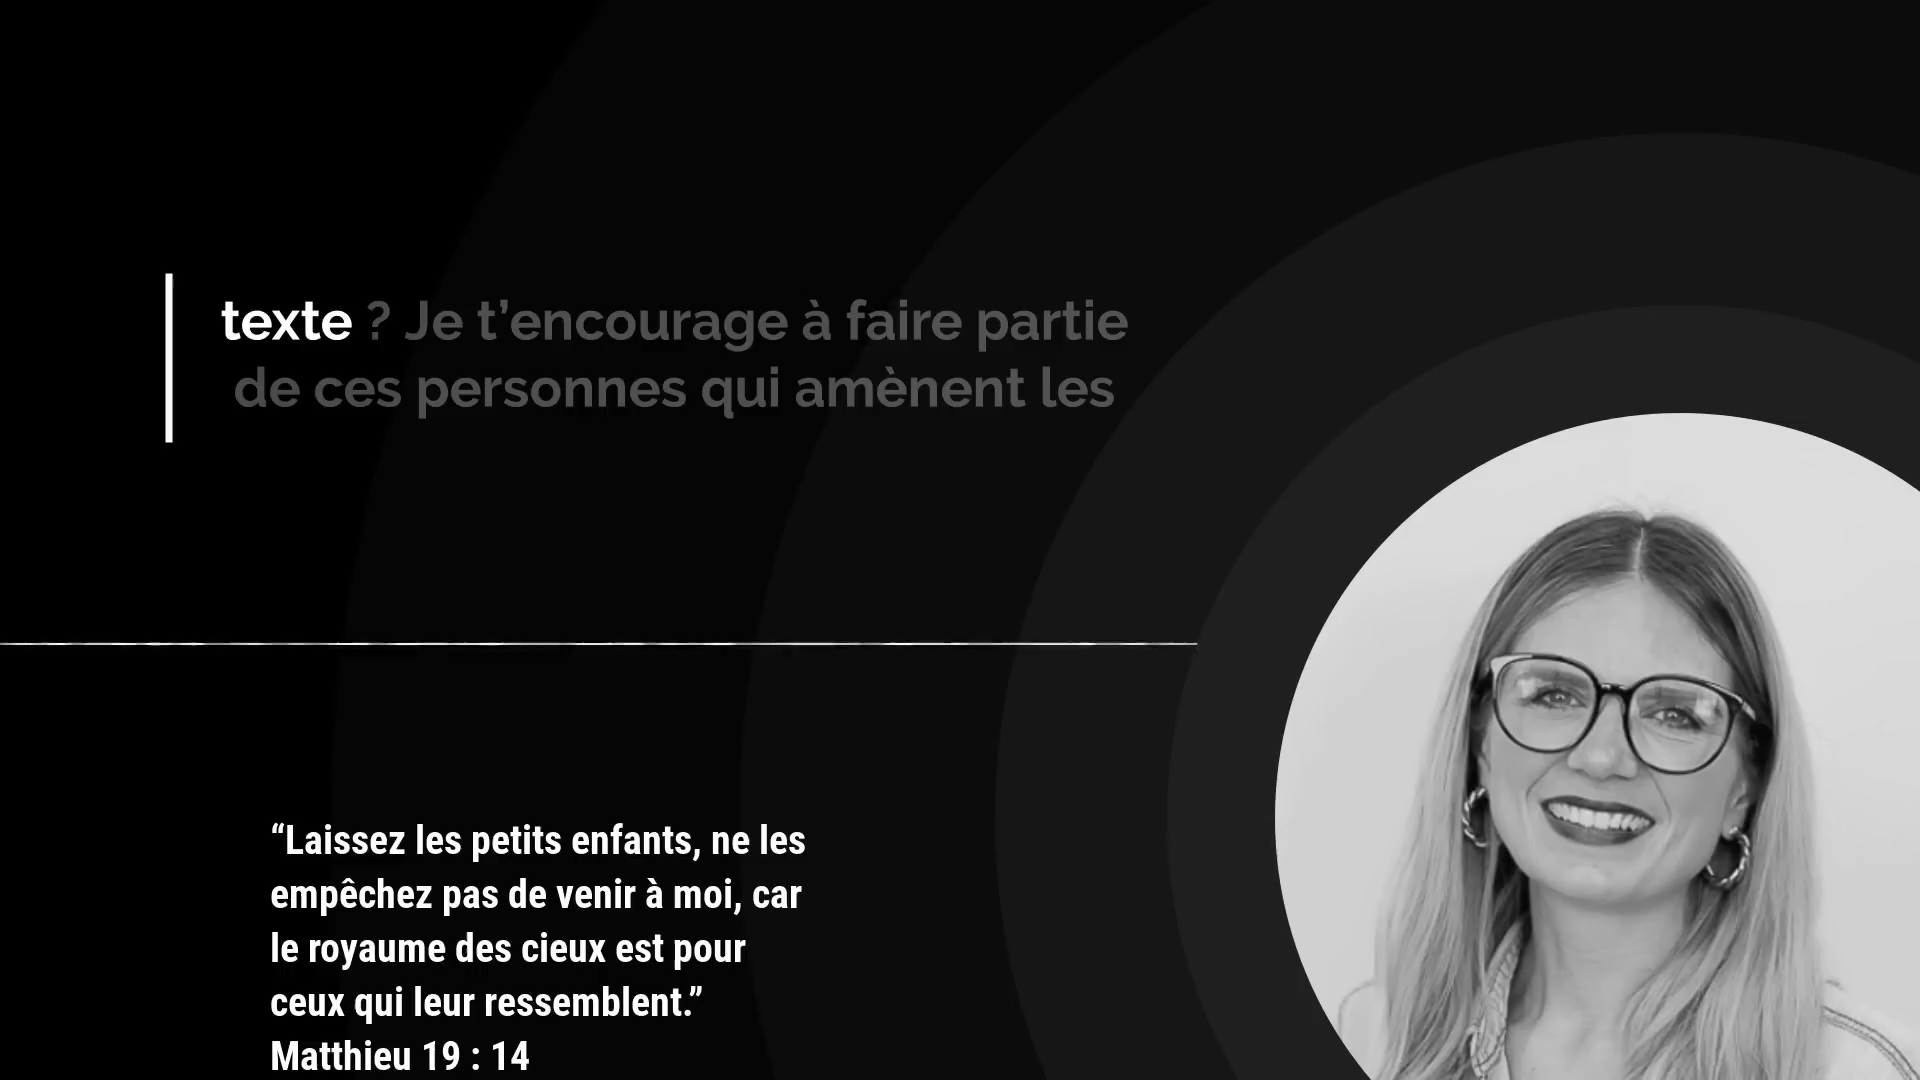 texte ? Je t’encourage à faire partie
de ces personnes qui amènent les
“Laissez les petits enfants, ne les
empêchez pas de venir à moi, car
le royaume des cieux est pour
ceux qui leur ressemblent.”
Matthieu 19 : 14